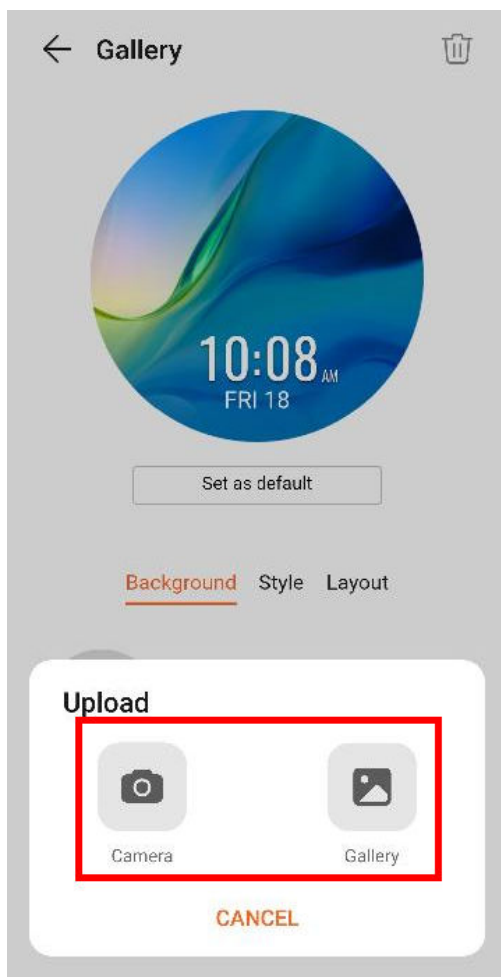 Gallery
10:08 AM
FRI 18
Set as default
Background Style Layout
Upload
Camera Gallery
CANCEL